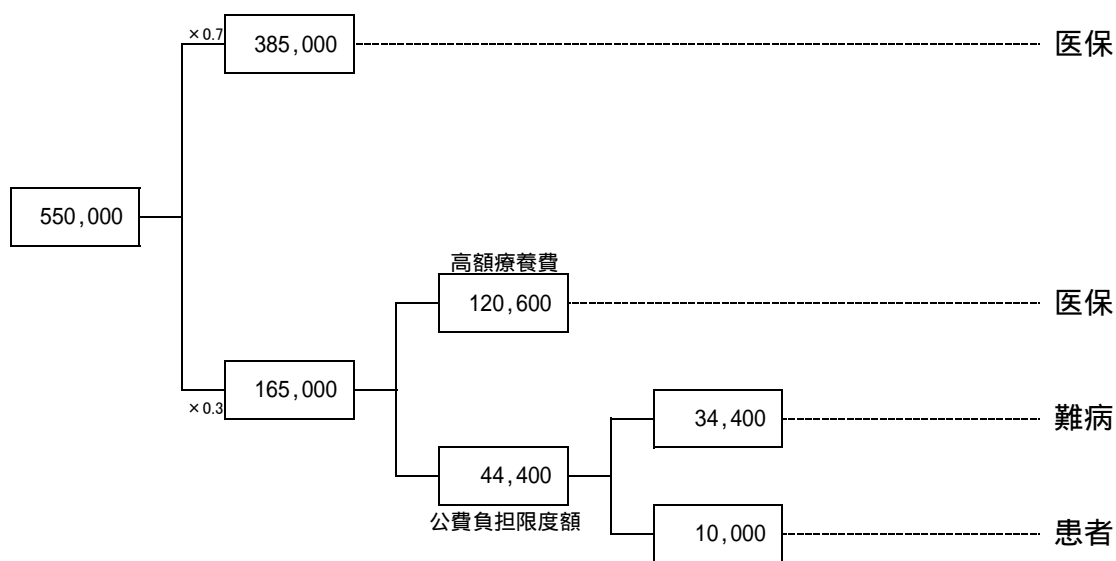 ×0.7
385,000
医保
550,000
高額療養費
120,600
医保
165,000
×0.3
34,400
難病
44,400
公費負担限度額
10,000
患者